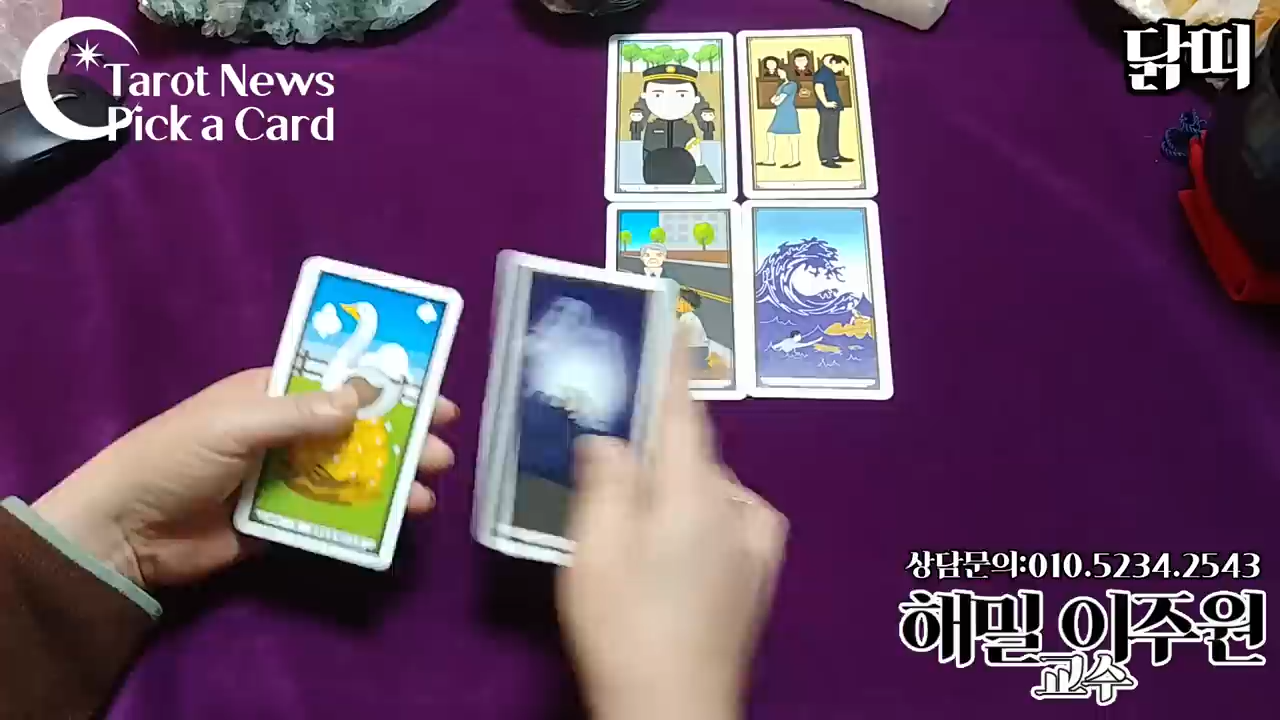 Tarot News
Pick a Card
닭띠
상담문의:010.5234.2543
해밀 이주원
교수